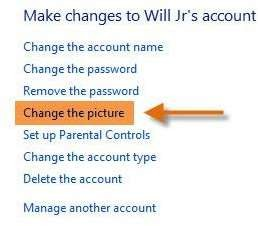 Make changes to Will Jr's account
Change the account name
Change the password
Remove the password
Change the picture
Set up Parental Controls
Change the account type
Delete the account
Manage another account